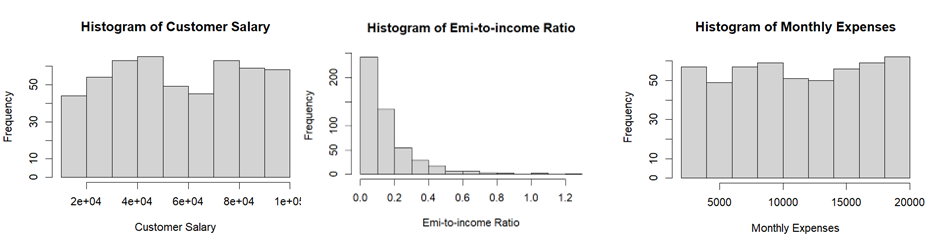 Histogram of Customer Salary
Frequency
0
10
30
50
2e+04
4e+04
6e+04
8e+04
1e+05
Customer Salary
Histogram of Emi-to-income Ratio
Frequency
0
50
100
200
0.0
0.2
0.4
0.6
0.8
1.0
1.2
Emi-to-income Ratio
Histogram of Monthly Expenses
Frequency
0
10
30
50
5000
10000
15000
20000
Monthly Expenses